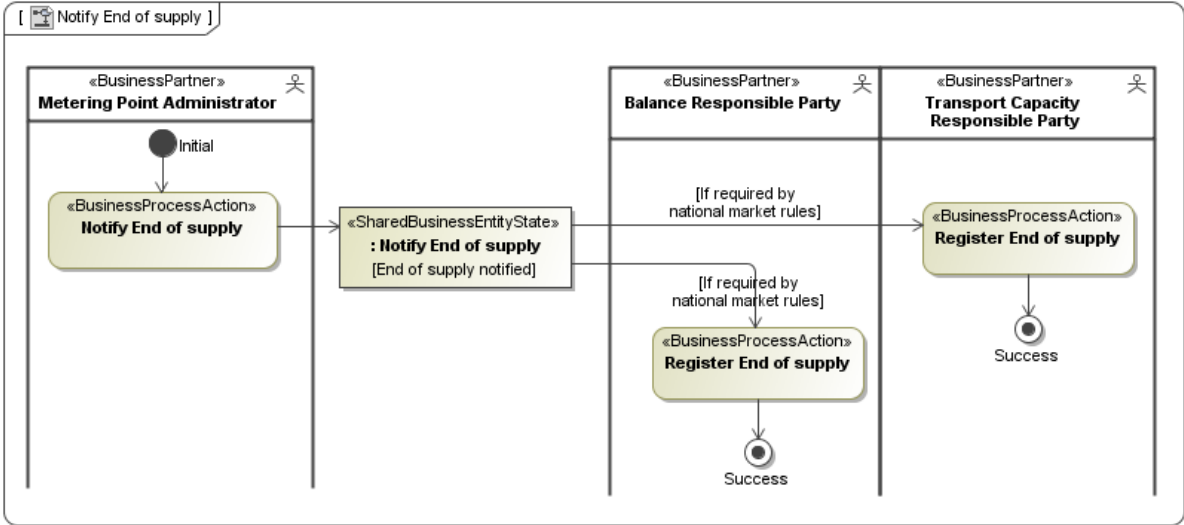 [ Notify End of supply ]
«BusinessPartner»
Metering Point Administrator
Initial
«BusinessProcessAction»
Notify End of supply
«SharedBusinessEntityState»
: Notify End of supply
[End of supply notified]
«BusinessPartner»
Balance Responsible Party
«BusinessPartner»
Transport Capacity
Responsible Party
[If required by
national market rules]
«BusinessProcessAction»
Register End of supply
Success
[If required by
national market rules]
«BusinessProcessAction»
Register End of supply
Success